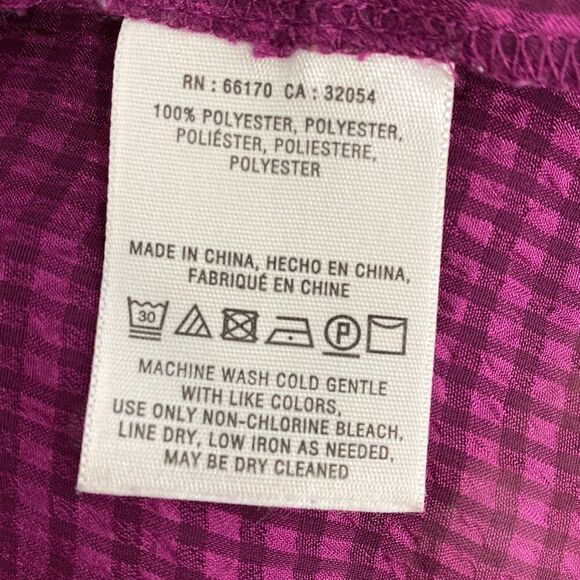 RN : 66170 CA : 32054
100% POLYESTER, POLYESTER,
POLIÉSTER, POLIESTERE,
POLYESTER
MADE IN CHINA, HECHO EN CHINA,
FABRIQUÉ EN CHINE
30 P
MACHINE WASH COLD GENTLE
WITH LIKE COLORS,
USE ONLY NON-CHLORINE BLEACH,
LINE DRY, LOW IRON AS NEEDED,
MAY BE DRY CLEANED